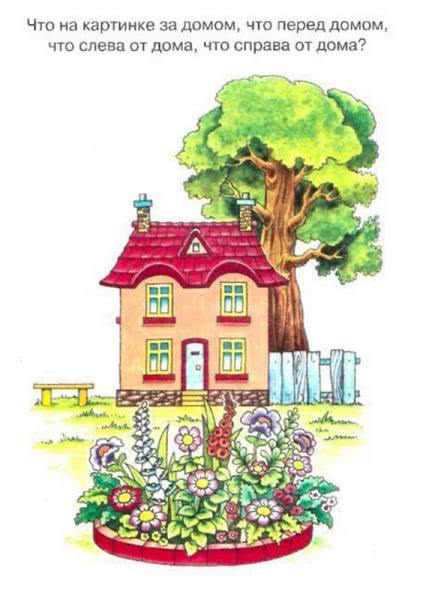 Что на картинке за домом, что перед домом,
что слева от дома, что справа от дома?